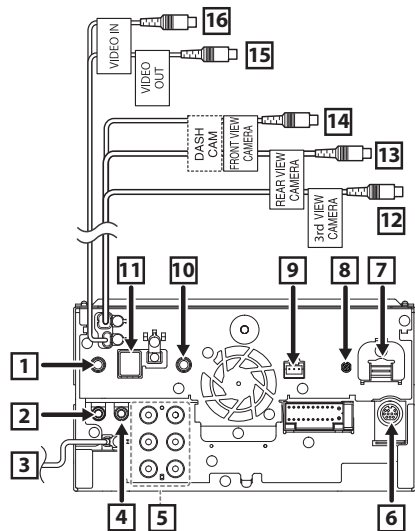 16
VIDEO IN
15
VIDEO
OUT
14
DASH
CAM
FRONT VIEW
CAMERA
13
REAR VIEW
CAMERA
12
3rd VIEW
CAMERA
11
10
9
8
7
1
2
3
4
5
6